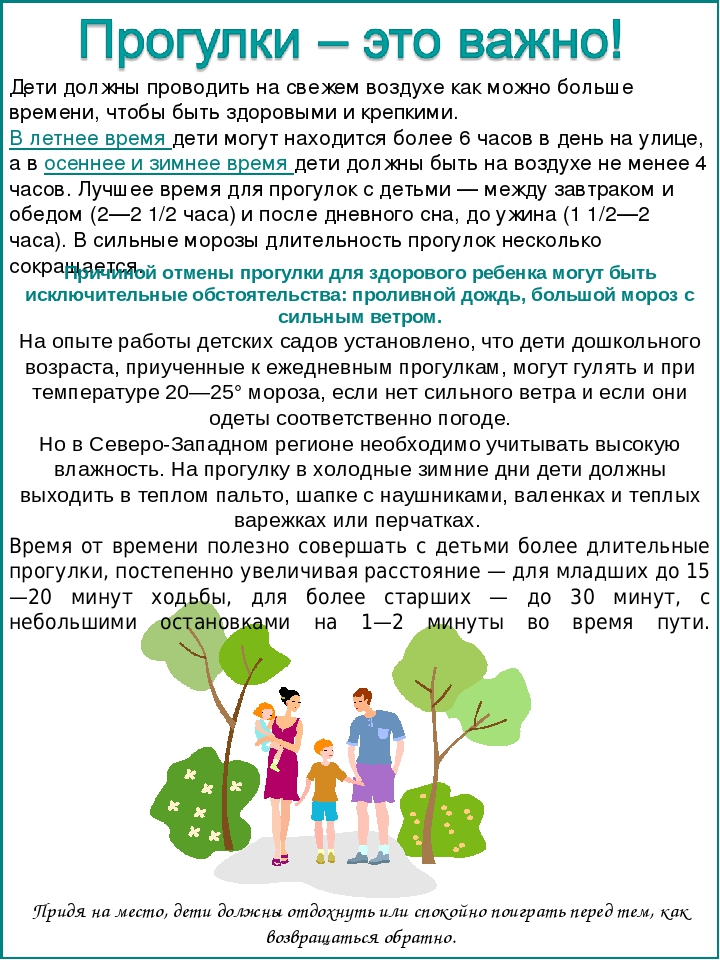 Прогулки – это важно!
Дети должны проводить на свежем воздухе как можно больше
времени, чтобы быть здоровыми и крепкими.
В летнее время дети могут находится более 6 часов в день на улице,
а в осеннее и зимнее время дети должны быть на воздухе не менее 4
часов. Лучшее время для прогулок с детьми — между завтраком и
обедом (2—2 1/2 часа) и после дневного сна, до ужина (1 1/2—2
часа). В сильные морозы длительность прогулок несколько
сокращается.
Причиной отмены прогулки для здорового ребенка могут быть
исключительные обстоятельства: проливной дождь, большой мороз с
сильным ветром.
На опыте работы детских садов установлено, что дети дошкольного
возраста, приученные к ежедневным прогулкам, могут гулять и при
температуре 20—25° мороза, если нет сильного ветра и если они
одеты соответственно погоде.
Но в Северо-Западном регионе необходимо учитывать высокую
влажность. На прогулку в холодные зимние дни дети должны
выходить в теплом пальто, шапке с наушниками, валенках и теплых
варежках или перчатках.
Время от времени полезно совершать с детьми более длительные
прогулки, постепенно увеличивая расстояние — для младших до 15
—20 минут ходьбы, для более старших — до 30 минут, с
небольшими остановками на 1—2 минуты во время пути.
Придя на место, дети должны отдохнуть или спокойно поиграть перед тем, как
возвращаться обратно.